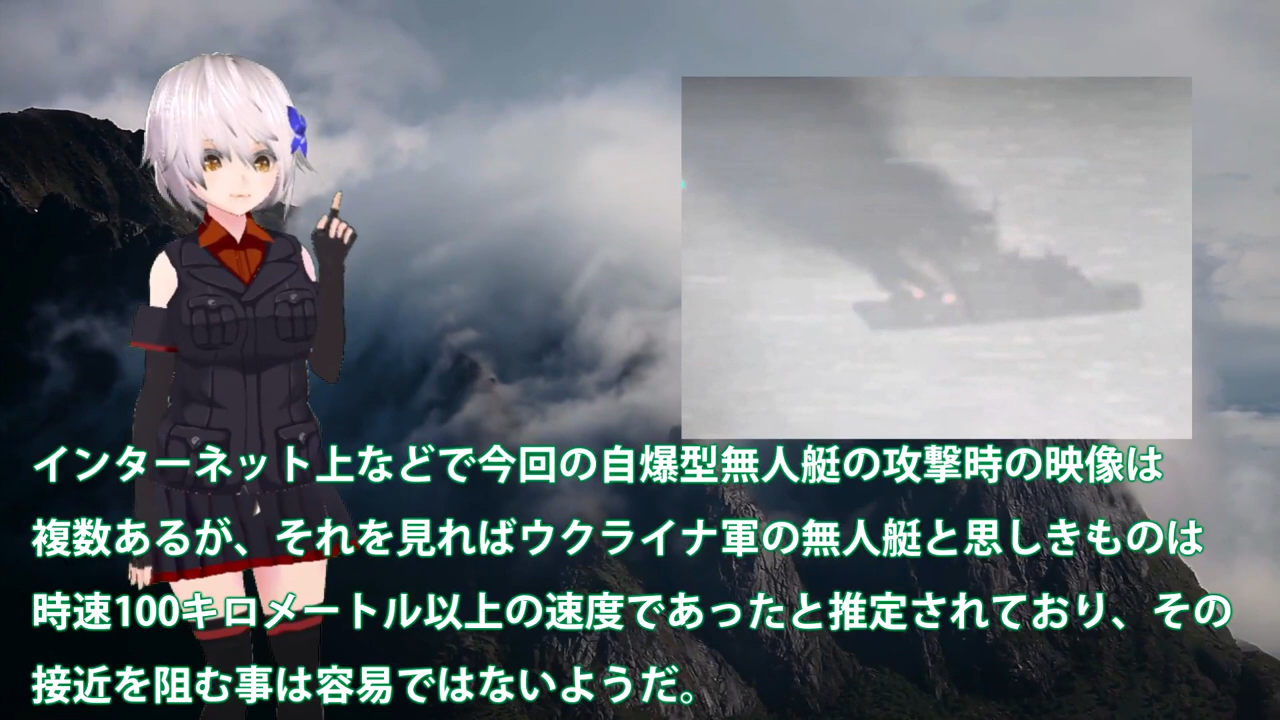 インターネット上などで今回の自爆型無人艇の攻撃時の映像は
複数あるが、それを見ればウクライナ軍の無人艇と思しきものは
時速100キロメートル以上の速度であったと推定されており、その
接近を阻む事は容易ではないようだ。